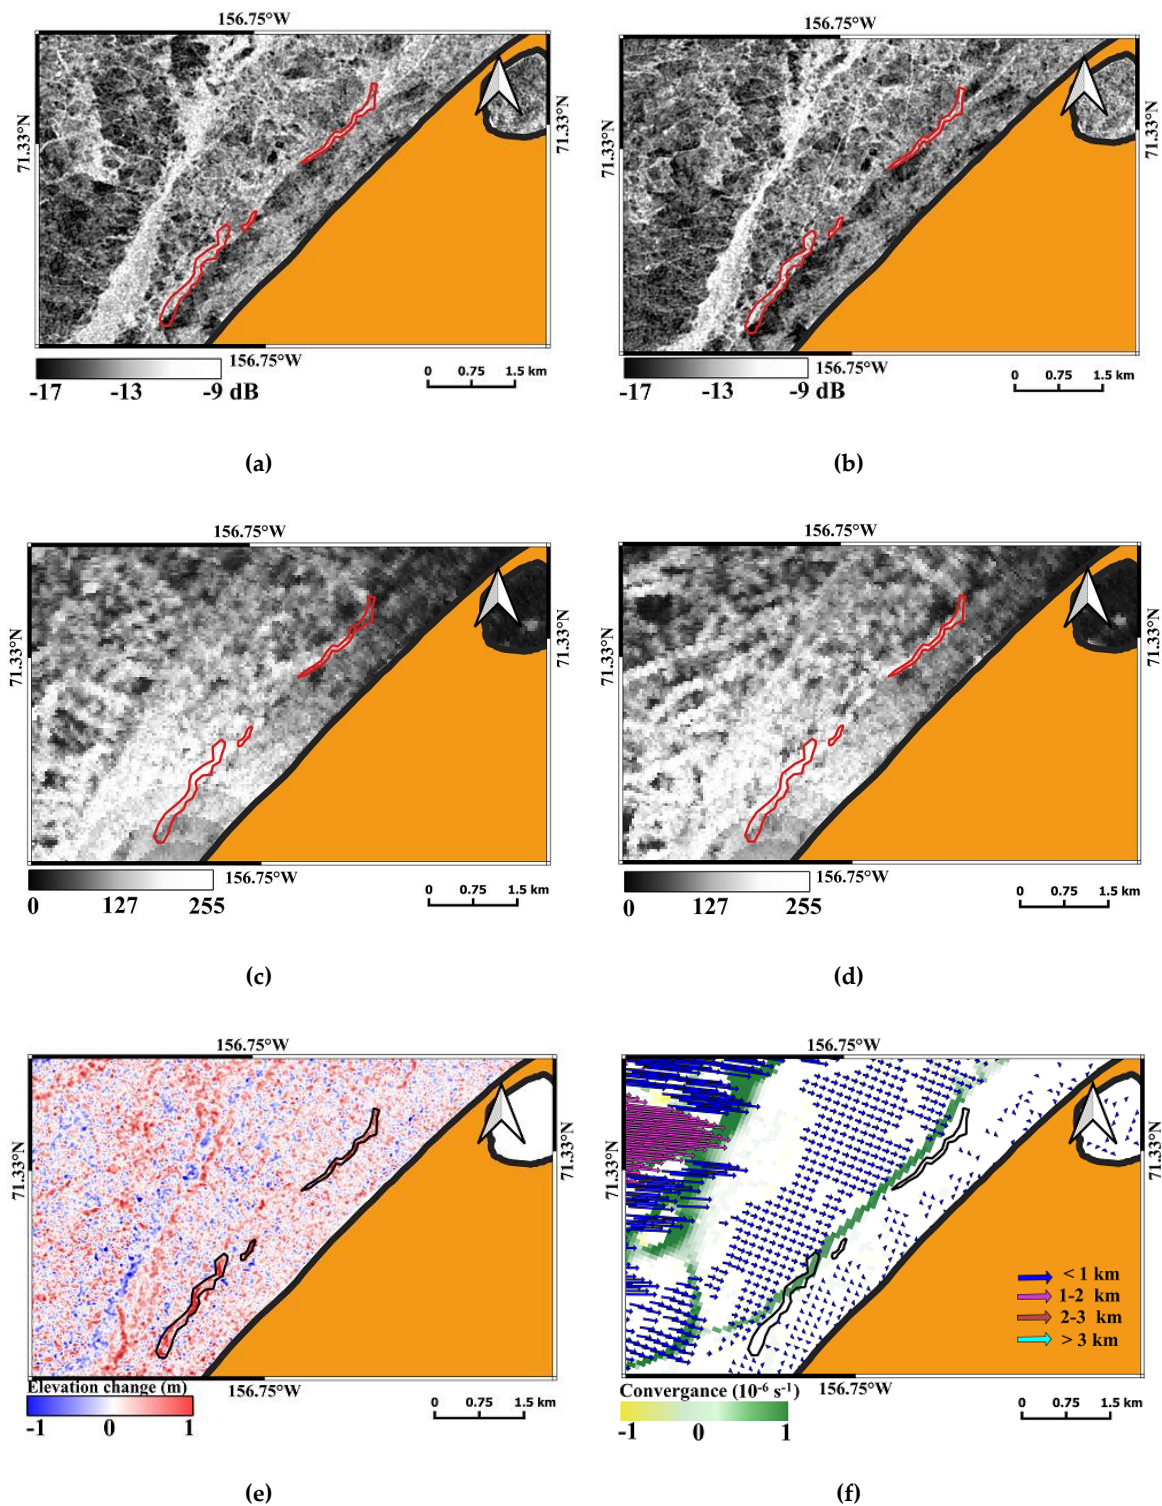 156.75°W
156.75°W
71.33°N
71.33°N
71.33°N
71.33°N
156.75°W
156.75°W
-17 -13 -9 dB
0 0.75 1.5 km
-17 -13 -9 dB
0 0.75 1.5 km
(a)
(b)
156.75°W
156.75°W
71.33°N
71.33°N
71.33°N
71.33°N
156.75°W
156.75°W
0 127 255
0 0.75 1.5 km
0 127 255
0 0.75 1.5 km
(c)
(d)
156.75°W
156.75°W
71.33°N
71.33°N
71.33°N
71.33°N
< 1 km
1-2 km
2-3 km
> 3 km
Elevation change (m)
156.75°W
-1 0 1
0 0.75 1.5 km
Convergance (10⁻⁶ s⁻¹)
156.75°W
-1 0 1
0 0.75 1.5 km
(e)
(f)